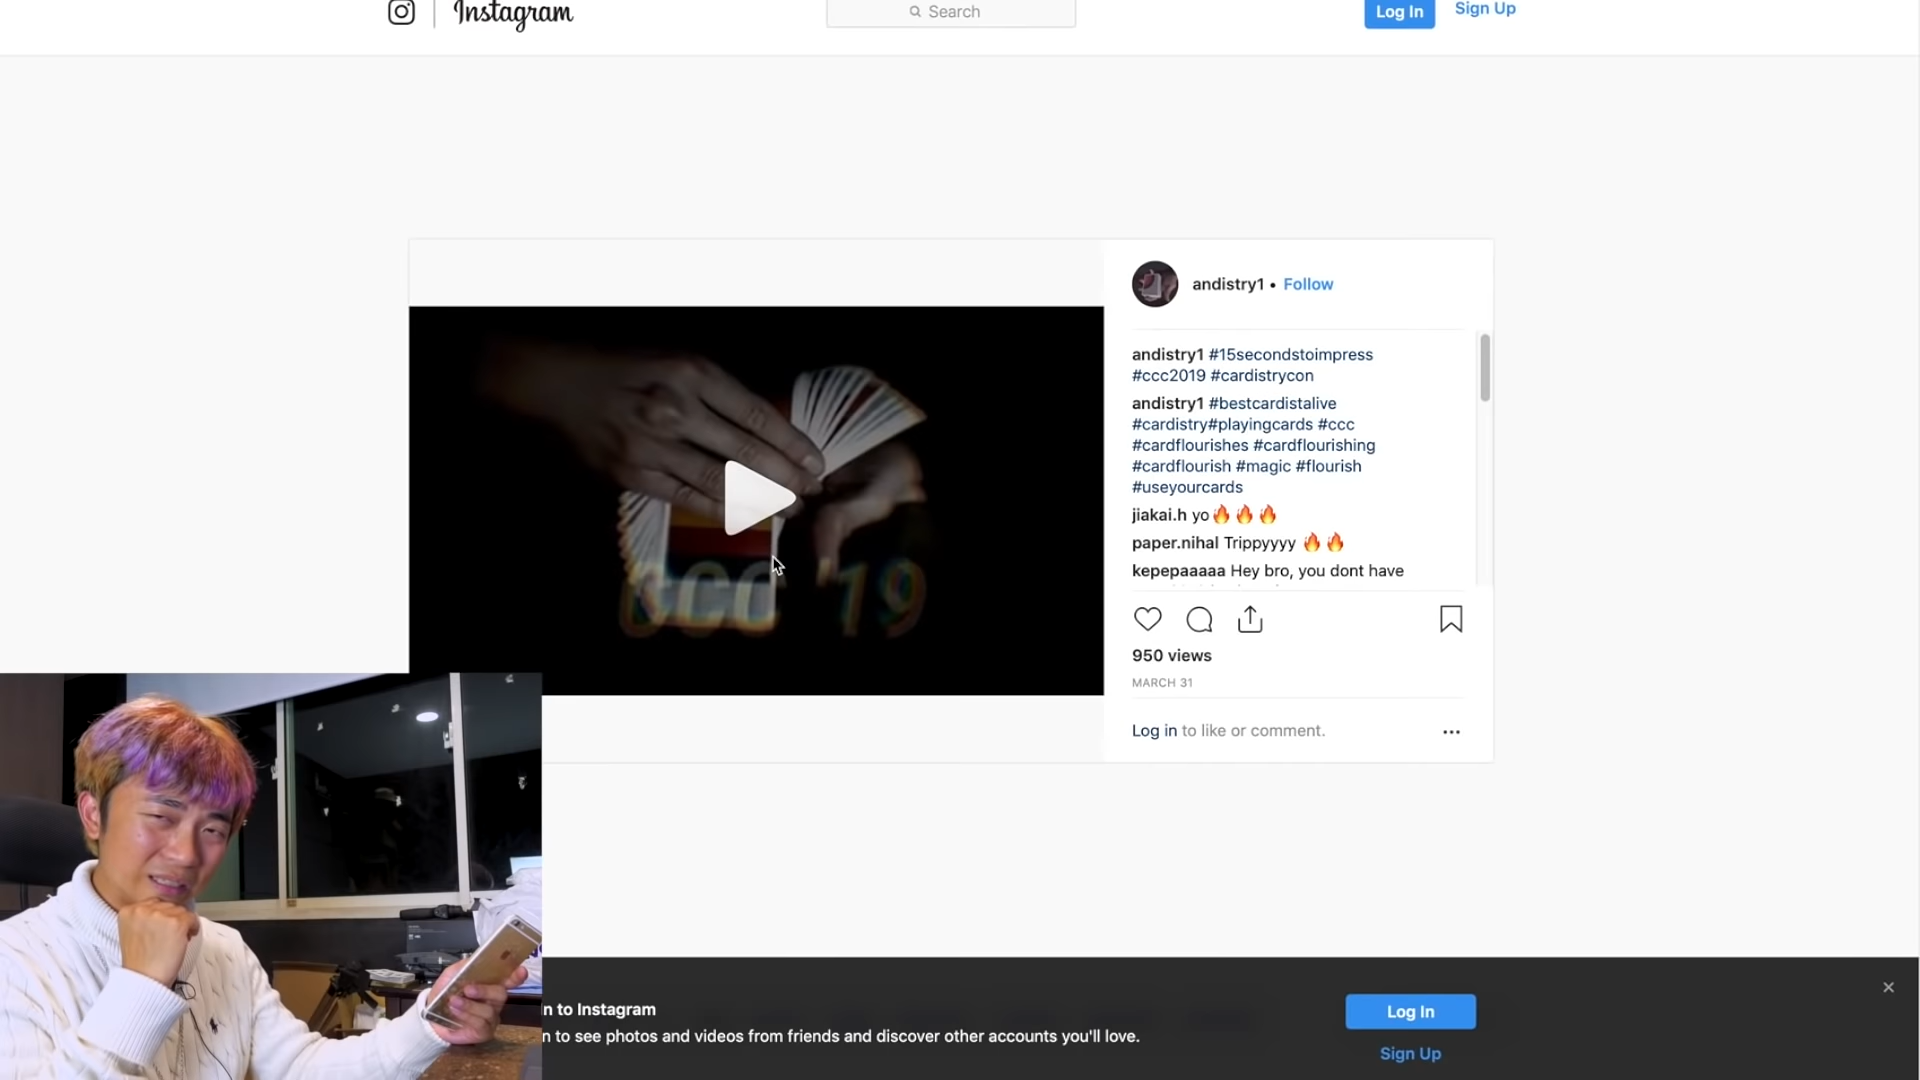 Instagram
Search
Log In
Sign Up
andistry1 • Follow
andistry1 #15secondstoimpress
#ccc2019 #cardistrycon
andistry1 #bestcardistalive
#cardistry#playingcards #ccc
#cardflourishes #cardflourishing
#cardflourish #magic #flourish
#useyourcards
jiakai.h yo🔥🔥🔥
paper.nihal Trippyyyy 🔥🔥
kepepaaaaa Hey bro, you dont have
CCC '19
950 views
MARCH 31
Log in to like or comment.
n to Instagram
n to see photos and videos from friends and discover other accounts you'll love.
Log In
Sign Up